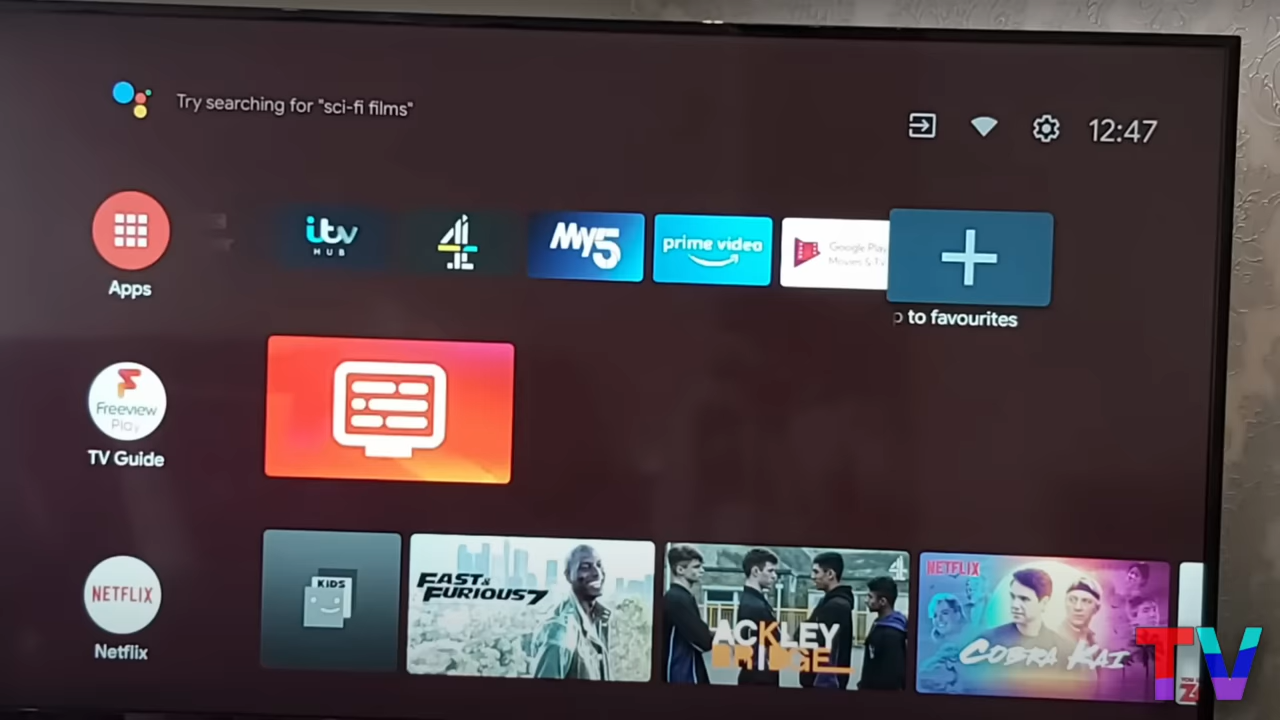 Try searching for "sci-fi films"
12:47
itv
HUB
4
My5
prime video
Google Play
Movies & TV
Apps
p to favourites
Freeview
Play
TV Guide
KiDS
FAST &
FURIOUS 7
4
ACKLEY
BRIDGE
NETFLIX
COBRA KAI
NETFLIX
Netflix
TV